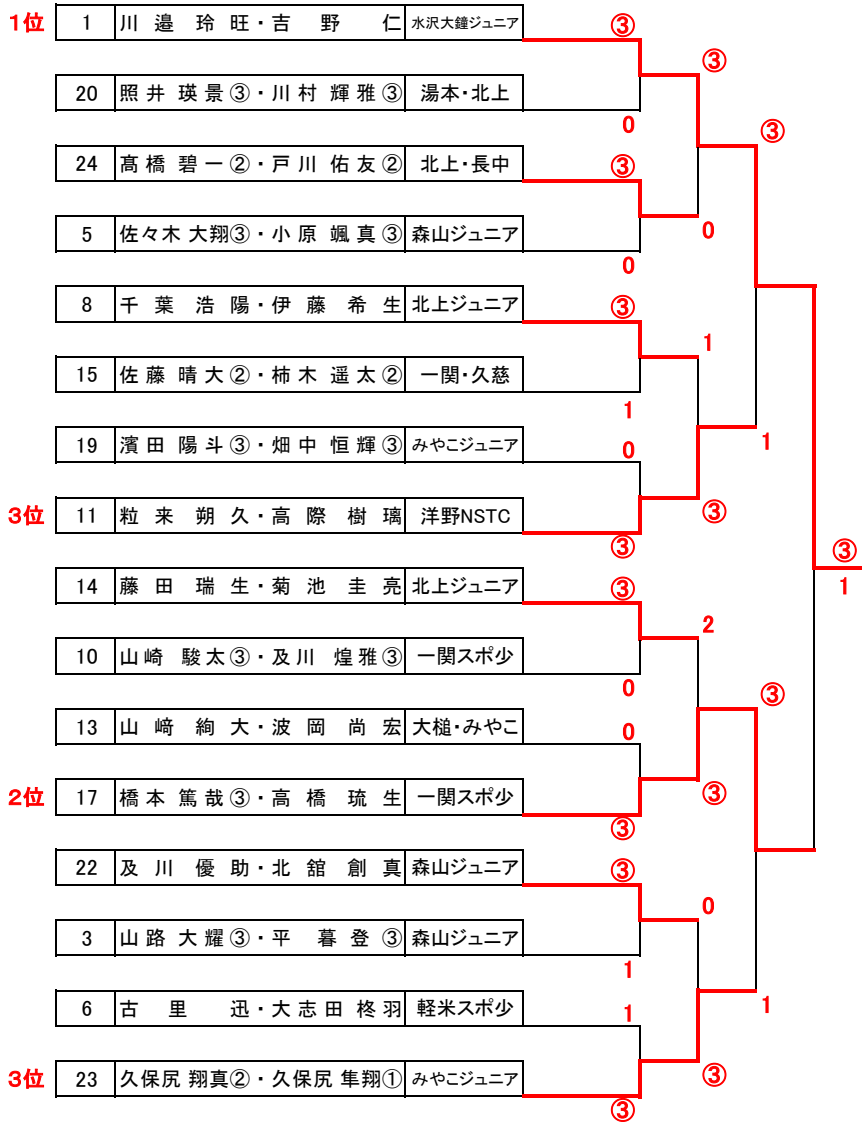 1位 1 川邉玲旺・吉野仁 水沢大鐘ジュニア ③
③
20 照井瑛景③・川村輝雅③ 湯本・北上
0
③
24 髙橋碧一②・戸川佑友② 北上・長中 ③
0
5 佐々木大翔③・小原颯真③ 森山ジュニア
0
8 千葉浩陽・伊藤希生 北上ジュニア ③
1
15 佐藤晴大②・柿木遥太② 一関・久慈
1
19 濱田陽斗③・畑中恒輝③ みやこジュニア 0
1
3位 11 粒来朔久・高際樹璃 洋野NSTC ③
③
③
1
14 藤田瑞生・菊池圭亮 北上ジュニア ③
2
10 山崎駿太③・及川煌雅③ 一関スポ少
0
③
13 山﨑絢大・波岡尚宏 大槌・みやこ 0
2位 17 橋本篤哉③・高橋琉生 一関スポ少 ③
③
22 及川優助・北舘創真 森山ジュニア ③
0
3 山路大耀③・平暮登③ 森山ジュニア
1
6 古里迅・大志田柊羽 軽米スポ少 1
1
3位 23 久保尻翔真②・久保尻隼翔① みやこジュニア ③
③